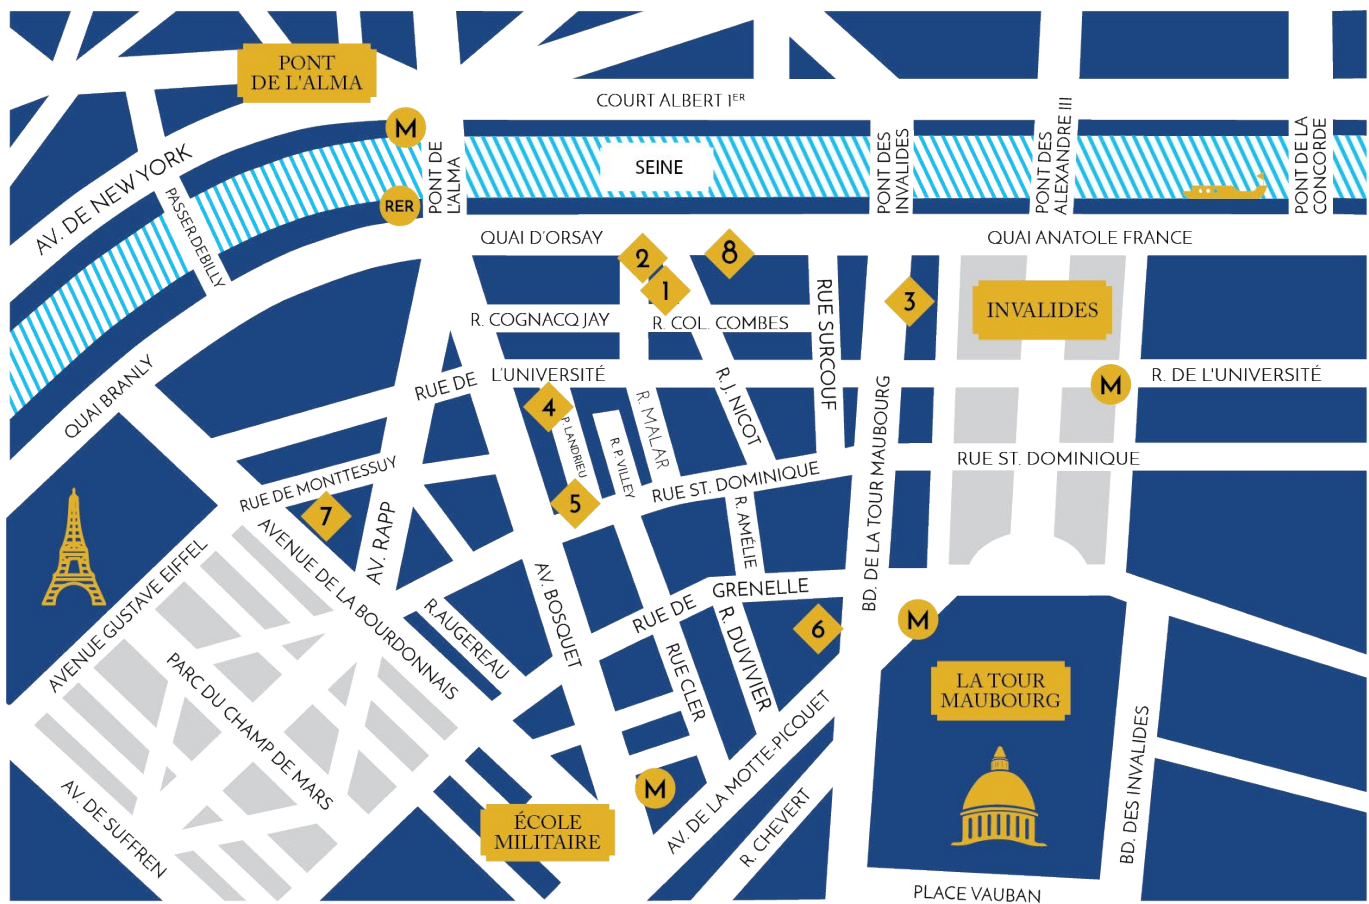 PONT
DE L'ALMA
COURT ALBERT 1ER
M
AV. DE NEW YORK
PASSER.DEBILLY
RER
PONT DE
L'ALMA
SEINE
PONT DES
INVALIDES
PONT DES
ALEXANDRE III
PONT DE LA
CONCORDE
QUAI D'ORSAY
QUAI ANATOLE FRANCE
2
8
1
3
INVALIDES
R. COGNACQ JAY
R. COL. COMBES
RUE SURCOUF
QUAI BRANLY
RUE DE
L'UNIVERSITÉ
M
R. DE L'UNIVERSITÉ
4
P. LANDRIEU
R. P. VILLEY
R. MALAR
R. J. NICOT
BD. DE LA TOUR MAUBOURG
RUE DE MONTTESSUY
RUE ST. DOMINIQUE
RUE ST. DOMINIQUE
5
7
AV. RAPP
R. AMÉLIE
AVENUE GUSTAVE EIFFEL
AVENUE DE LA BOURDONNAIS
AV. BOSQUET
R.AUGEREAU
RUE DE
GRENELLE
R. DUVIVIER
6
M
RUE CLER
PARC DU CHAMP DE MARS
LA TOUR
MAUBOURG
AV. DE LA MOTTE-PICQUET
M
AV. DE SUFFREN
ÉCOLE
MILITAIRE
R. CHEVERT
BD. DES INVALIDES
PLACE VAUBAN